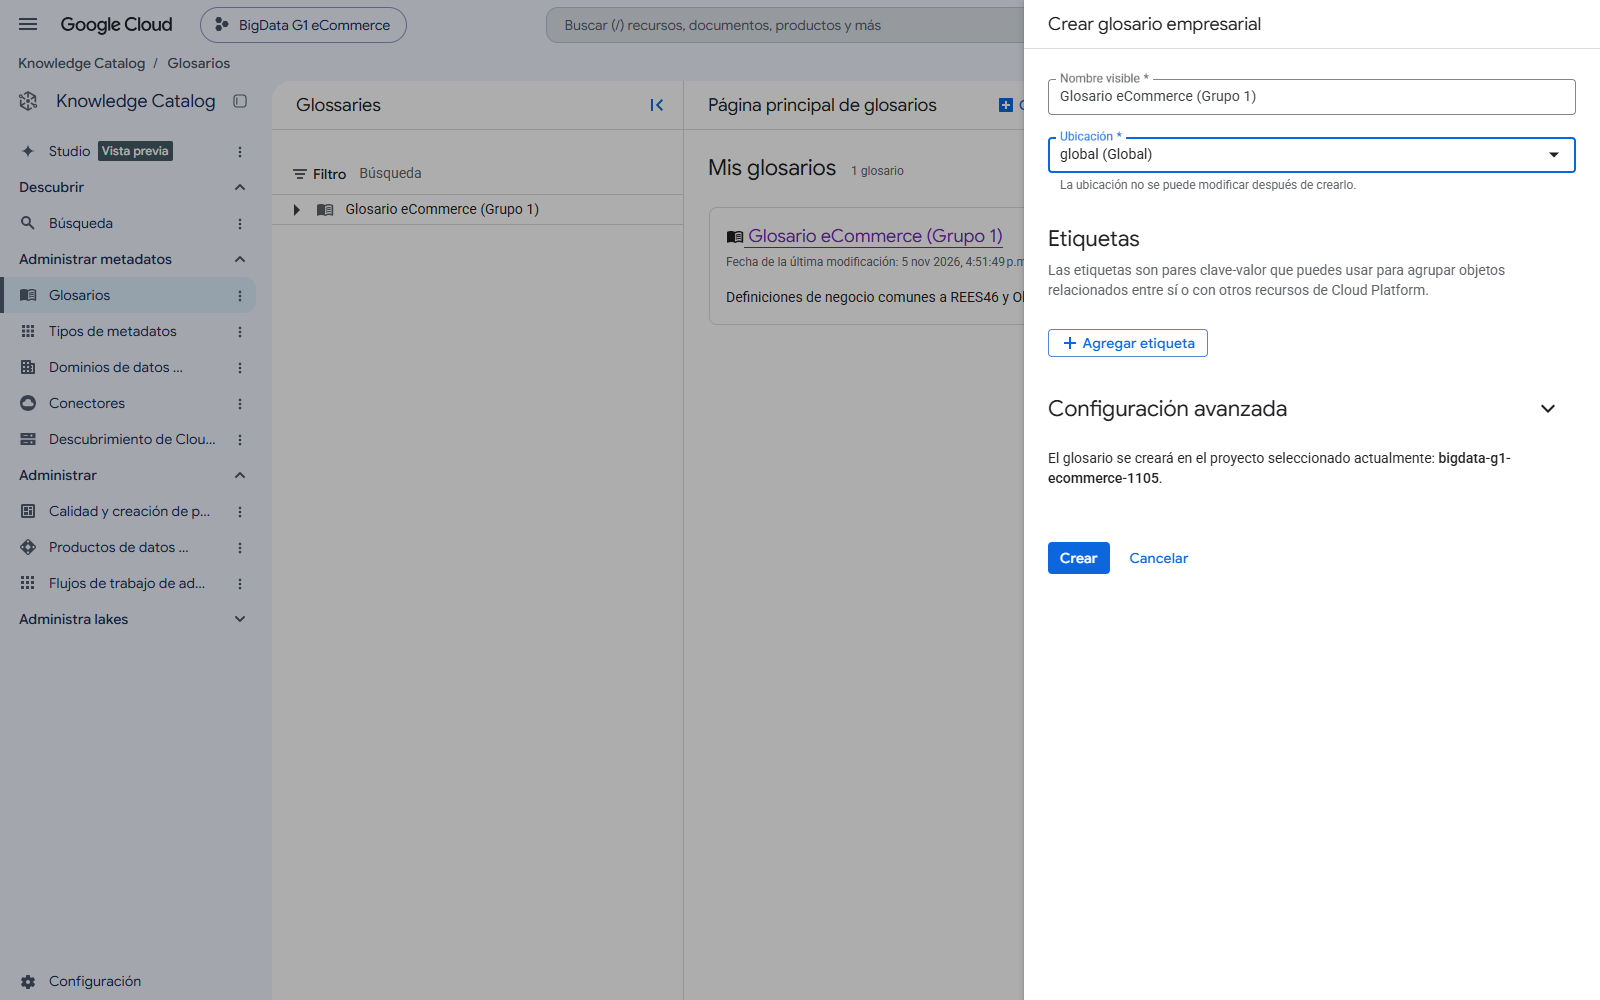 Google Cloud
BigData G1 eCommerce
Buscar (/) recursos, documentos, productos y más
Knowledge Catalog / Glosarios
Knowledge Catalog
Studio Vista previa
Descubrir
Búsqueda
Administrar metadatos
Glosarios
Tipos de metadatos
Dominios de datos ...
Conectores
Descubrimiento de Clou...
Administrar
Calidad y creación de p...
Productos de datos ...
Flujos de trabajo de ad...
Administra lakes
Configuración
Glossaries
Filtro Búsqueda
Glosario eCommerce (Grupo 1)
Página principal de glosarios
Mis glosarios 1 glosario
Glosario eCommerce (Grupo 1)
Fecha de la última modificación: 5 nov 2026, 4:51:49 p.m
Definiciones de negocio comunes a REES46 y Ol
Crear glosario empresarial
Nombre visible *
Glosario eCommerce (Grupo 1)
Ubicación *
global (Global)
La ubicación no se puede modificar después de crearlo.
Etiquetas
Las etiquetas son pares clave-valor que puedes usar para agrupar objetos
relacionados entre sí o con otros recursos de Cloud Platform.
Agregar etiqueta
Configuración avanzada
El glosario se creará en el proyecto seleccionado actualmente: bigdata-g1-
ecommerce-1105.
Crear Cancelar